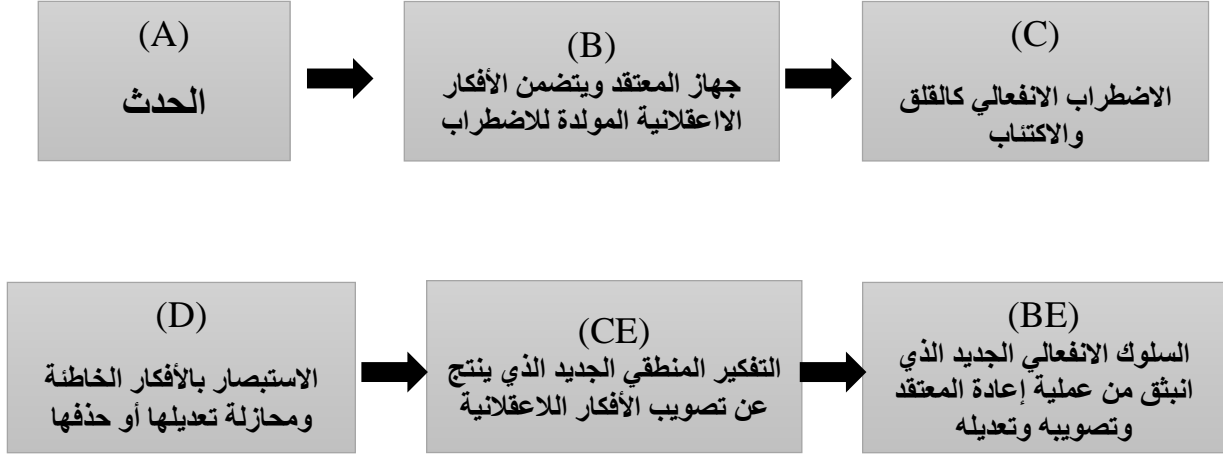 (A)
الحدث
(B)
جهاز المعتقد ويتضمن الأفكار
الااعقلانية المولدة للاضطراب
(C)
الاضطراب الانفعالي كالقلق
والاكتئاب
(D)
الاستبصار بالأفكار الخاطئة
ومحازلة تعديلها أو حذفها
(CE)
التفكير المنطقي الجديد الذي ينتج
عن تصويب الأفكار اللاعقلانية
(BE)
السلوك الانفعالي الجديد الذي
انبثق من عملية إعادة المعتقد
وتصويبه وتعديله